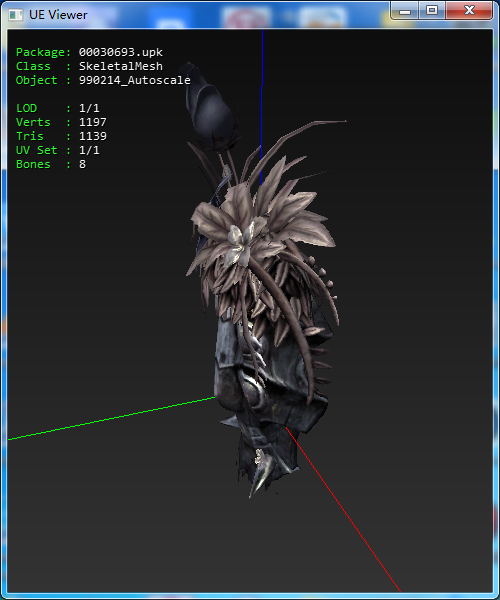 UE Viewer
Package: 00030693.upk
Class : SkeletalMesh
Object : 990214_Autoscale
LOD : 1/1
Verts : 1197
Tris : 1139
UV Set : 1/1
Bones : 8